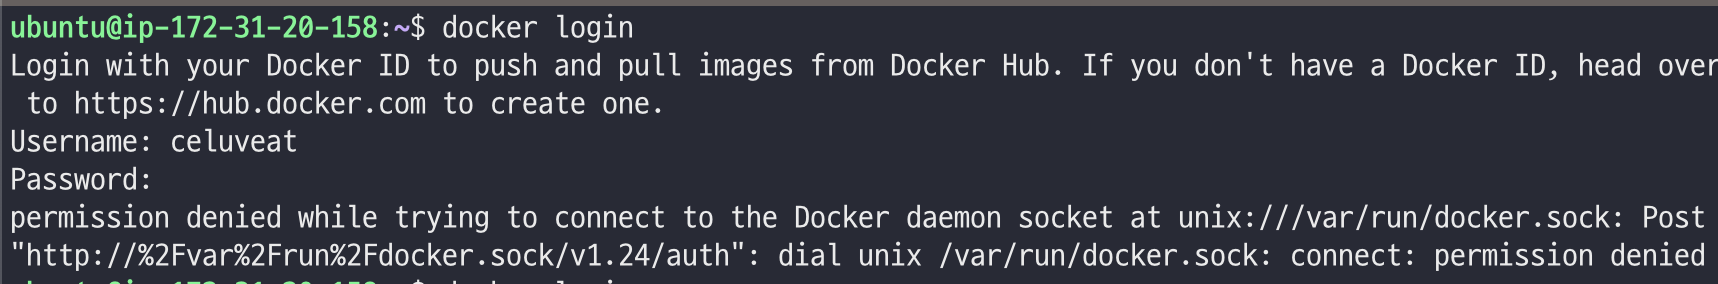 ubuntu@ip-172-31-20-158:~$ docker login
Login with your Docker ID to push and pull images from Docker Hub. If you don't have a Docker ID, head over
to https://hub.docker.com to create one.
Username: celuveat
Password:
permission denied while trying to connect to the Docker daemon socket at unix:///var/run/docker.sock: Post
"http://%2Fvar%2Frun%2Fdocker.sock/v1.24/auth": dial unix /var/run/docker.sock: connect: permission denied